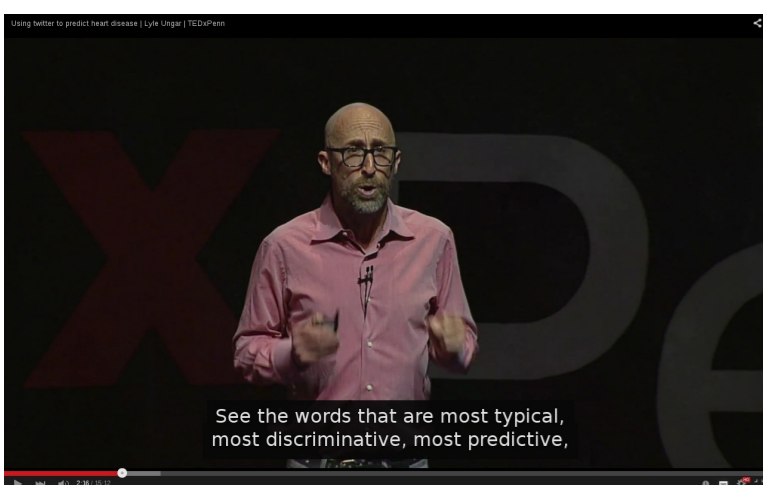 Using twitter to predict heart disease | Lyle Ungar | TEDxPenn
x Pe
See the words that are most typical,
most discriminative, most predictive,
2:16 / 15:12